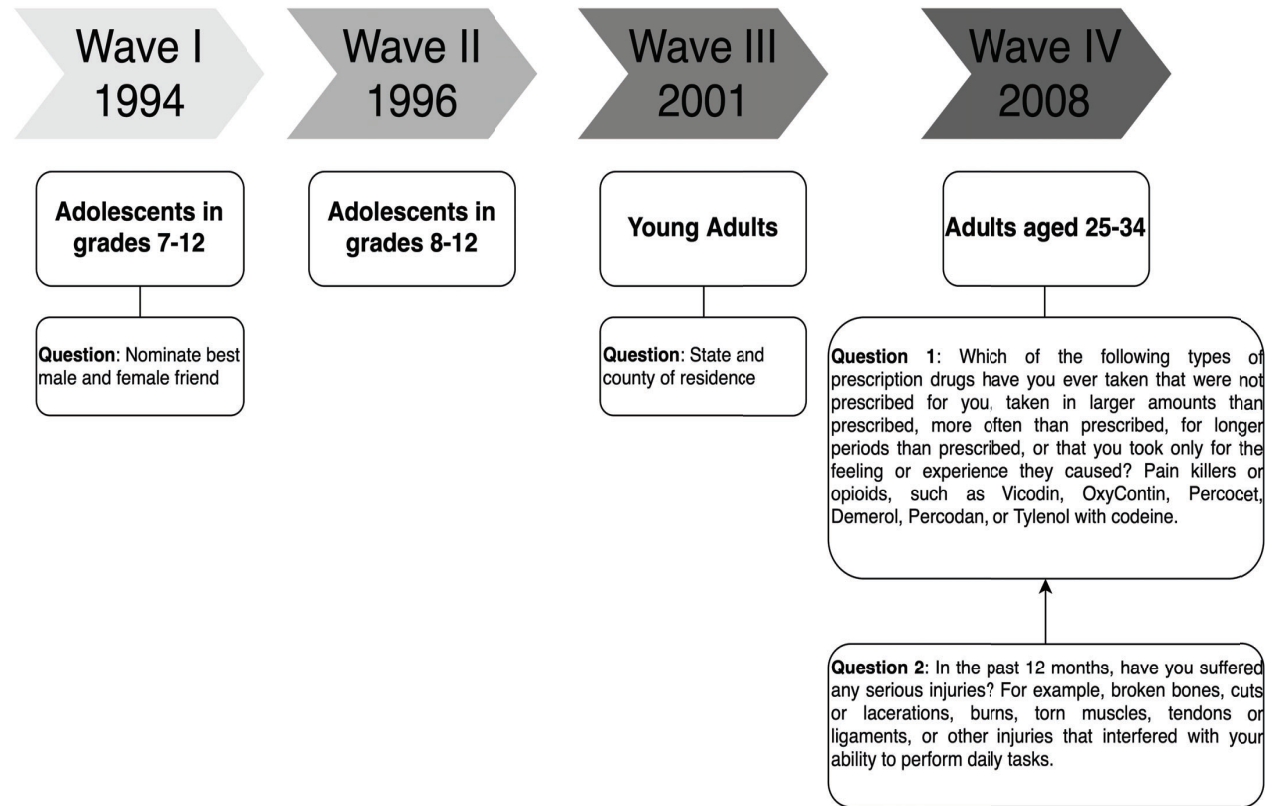 Wave I
1994
Wave II
1996
Wave III
2001
Wave IV
2008
Adolescents in
grades 7-12
Adolescents in
grades 8-12
Young Adults
Adults aged 25-34
Question: Nominate best
male and female friend
Question: State and
county of residence
Question 1: Which of the following types of
prescription drugs have you ever taken that were not
prescribed for you, taken in larger amounts than
prescribed, more often than prescribed, for longer
periods than prescribed, or that you took only for the
feeling or experience they caused? Pain killers or
opioids, such as Vicodin, OxyContin, Percocet,
Demerol, Percodan, or Tylenol with codeine.
Question 2: In the past 12 months, have you suffered
any serious injuries? For example, broken bones, cuts
or lacerations, burns, torn muscles, tendons or
ligaments, or other injuries that interfered with your
ability to perform daily tasks.